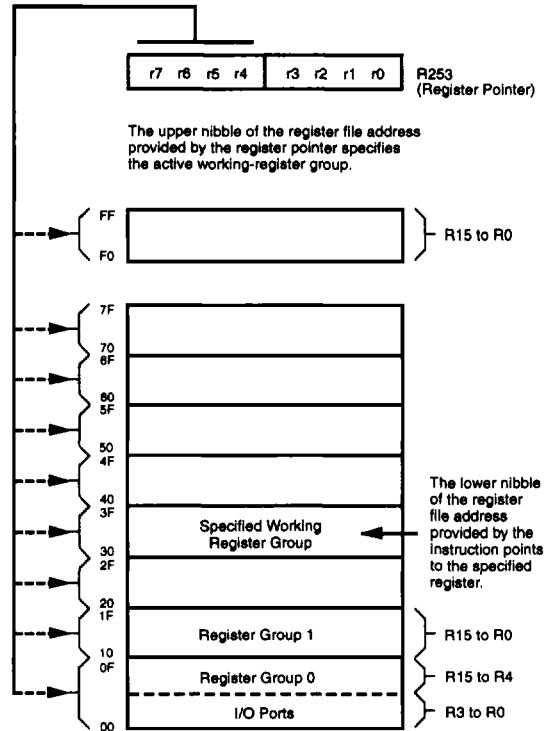 r7 r6 r5 r4 r3 r2 r1 r0
R253
(Register Pointer)
The upper nibble of the register file address
provided by the register pointer specifies
the active working-register group.
FF
F0
R15 to R0
7F
70
6F
60
5F
50
4F
40
3F
30
Specified Working
Register Group
The lower nibble
of the register
file address
provided by the
instruction points
to the specified
register.
2F
20
1F
10
Register Group 1
R15 to R0
0F
Register Group 0
R15 to R4
I/O Ports
R3 to R0
00